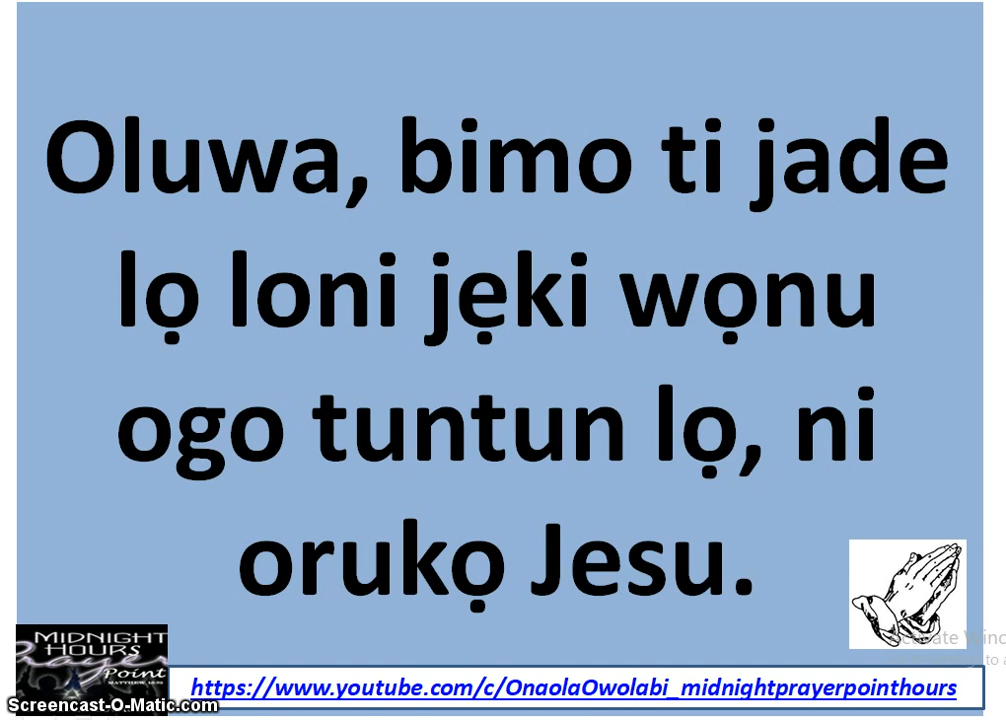 Oluwa, bimo ti jade
lọ loni jẹki wọnu
ogo tuntun lọ, ni
orukọ Jesu.
MIDNIGHT
HOURS
Prayer
Point
https://www.youtube.com/c/OnaolaOwolabi_midnightprayerpointhours
Screencast-O-Matic.com